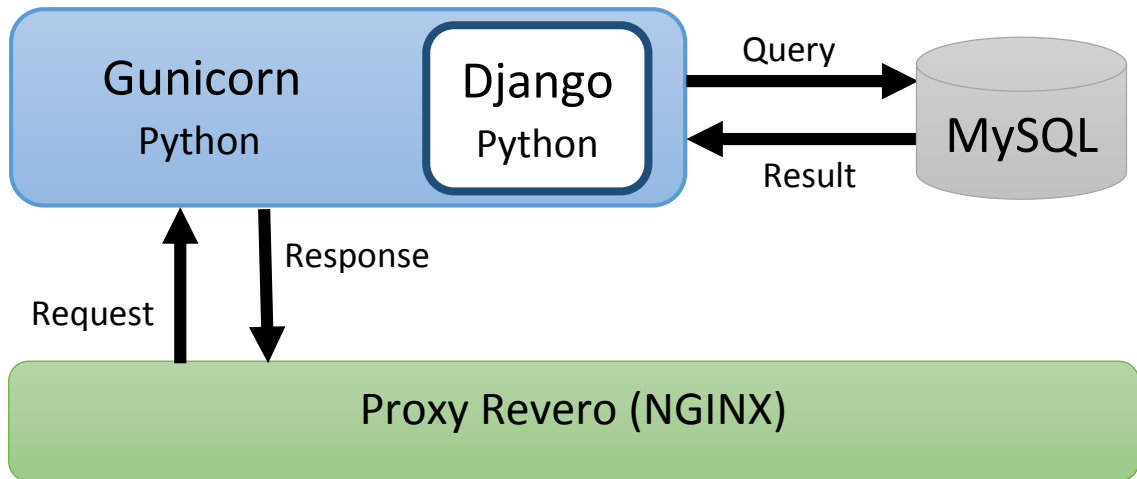 Gunicorn
Python
Django
Python
Query
Result
MySQL
Request
Response
Proxy Revero (NGINX)